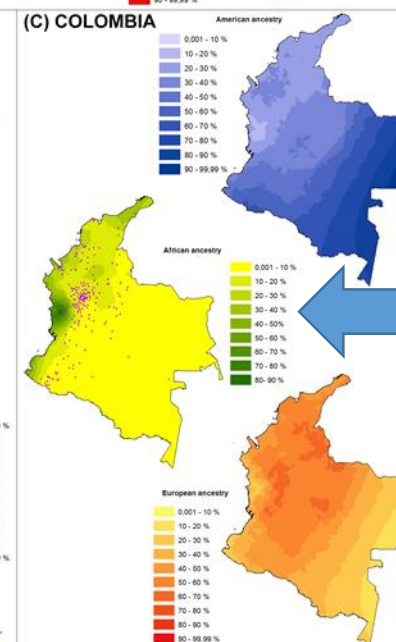 90 - 99,99 %
(C) COLOMBIA
American ancestry
0,001 - 10 %
10 - 20 %
20 - 30 %
30 - 40 %
40 - 50 %
50 - 60 %
60 - 70 %
70 - 80 %
80 - 90 %
90 - 99,99 %
African ancestry
0,001 - 10 %
10 - 20 %
20 - 30 %
30 - 40 %
40 - 50%
50 - 60 %
60 - 70 %
70 - 80 %
80- 90 %
%
%
European ancestry
0,001 - 10 %
10 - 20 %
20 - 30 %
30 - 40 %
40 - 50 %
50 - 60 %
60 - 70 %
70 - 80 %
80 - 90 %
90 - 99,99 %